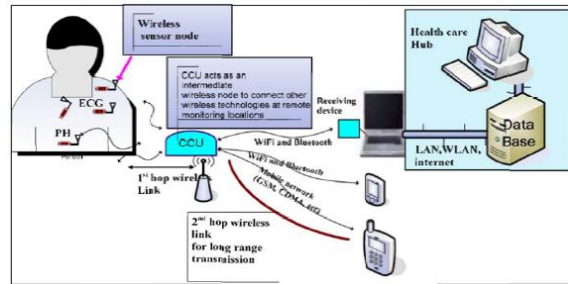 Wireless
sensor node
CCU acts as an
intermediate
wireless node to connect other
wireless technologies at remote
monitoring locations
Health care
Hub
ECG
PH
Receiving
device
CCU
WiFi and Bluetooth
Data
Base
LAN,WLAN,
internet
1st hop wireless
Link
WiFi and Bluetooth
Mobile network
(GSM, CDMA,
2nd hop wireless
link
for long range
transmission